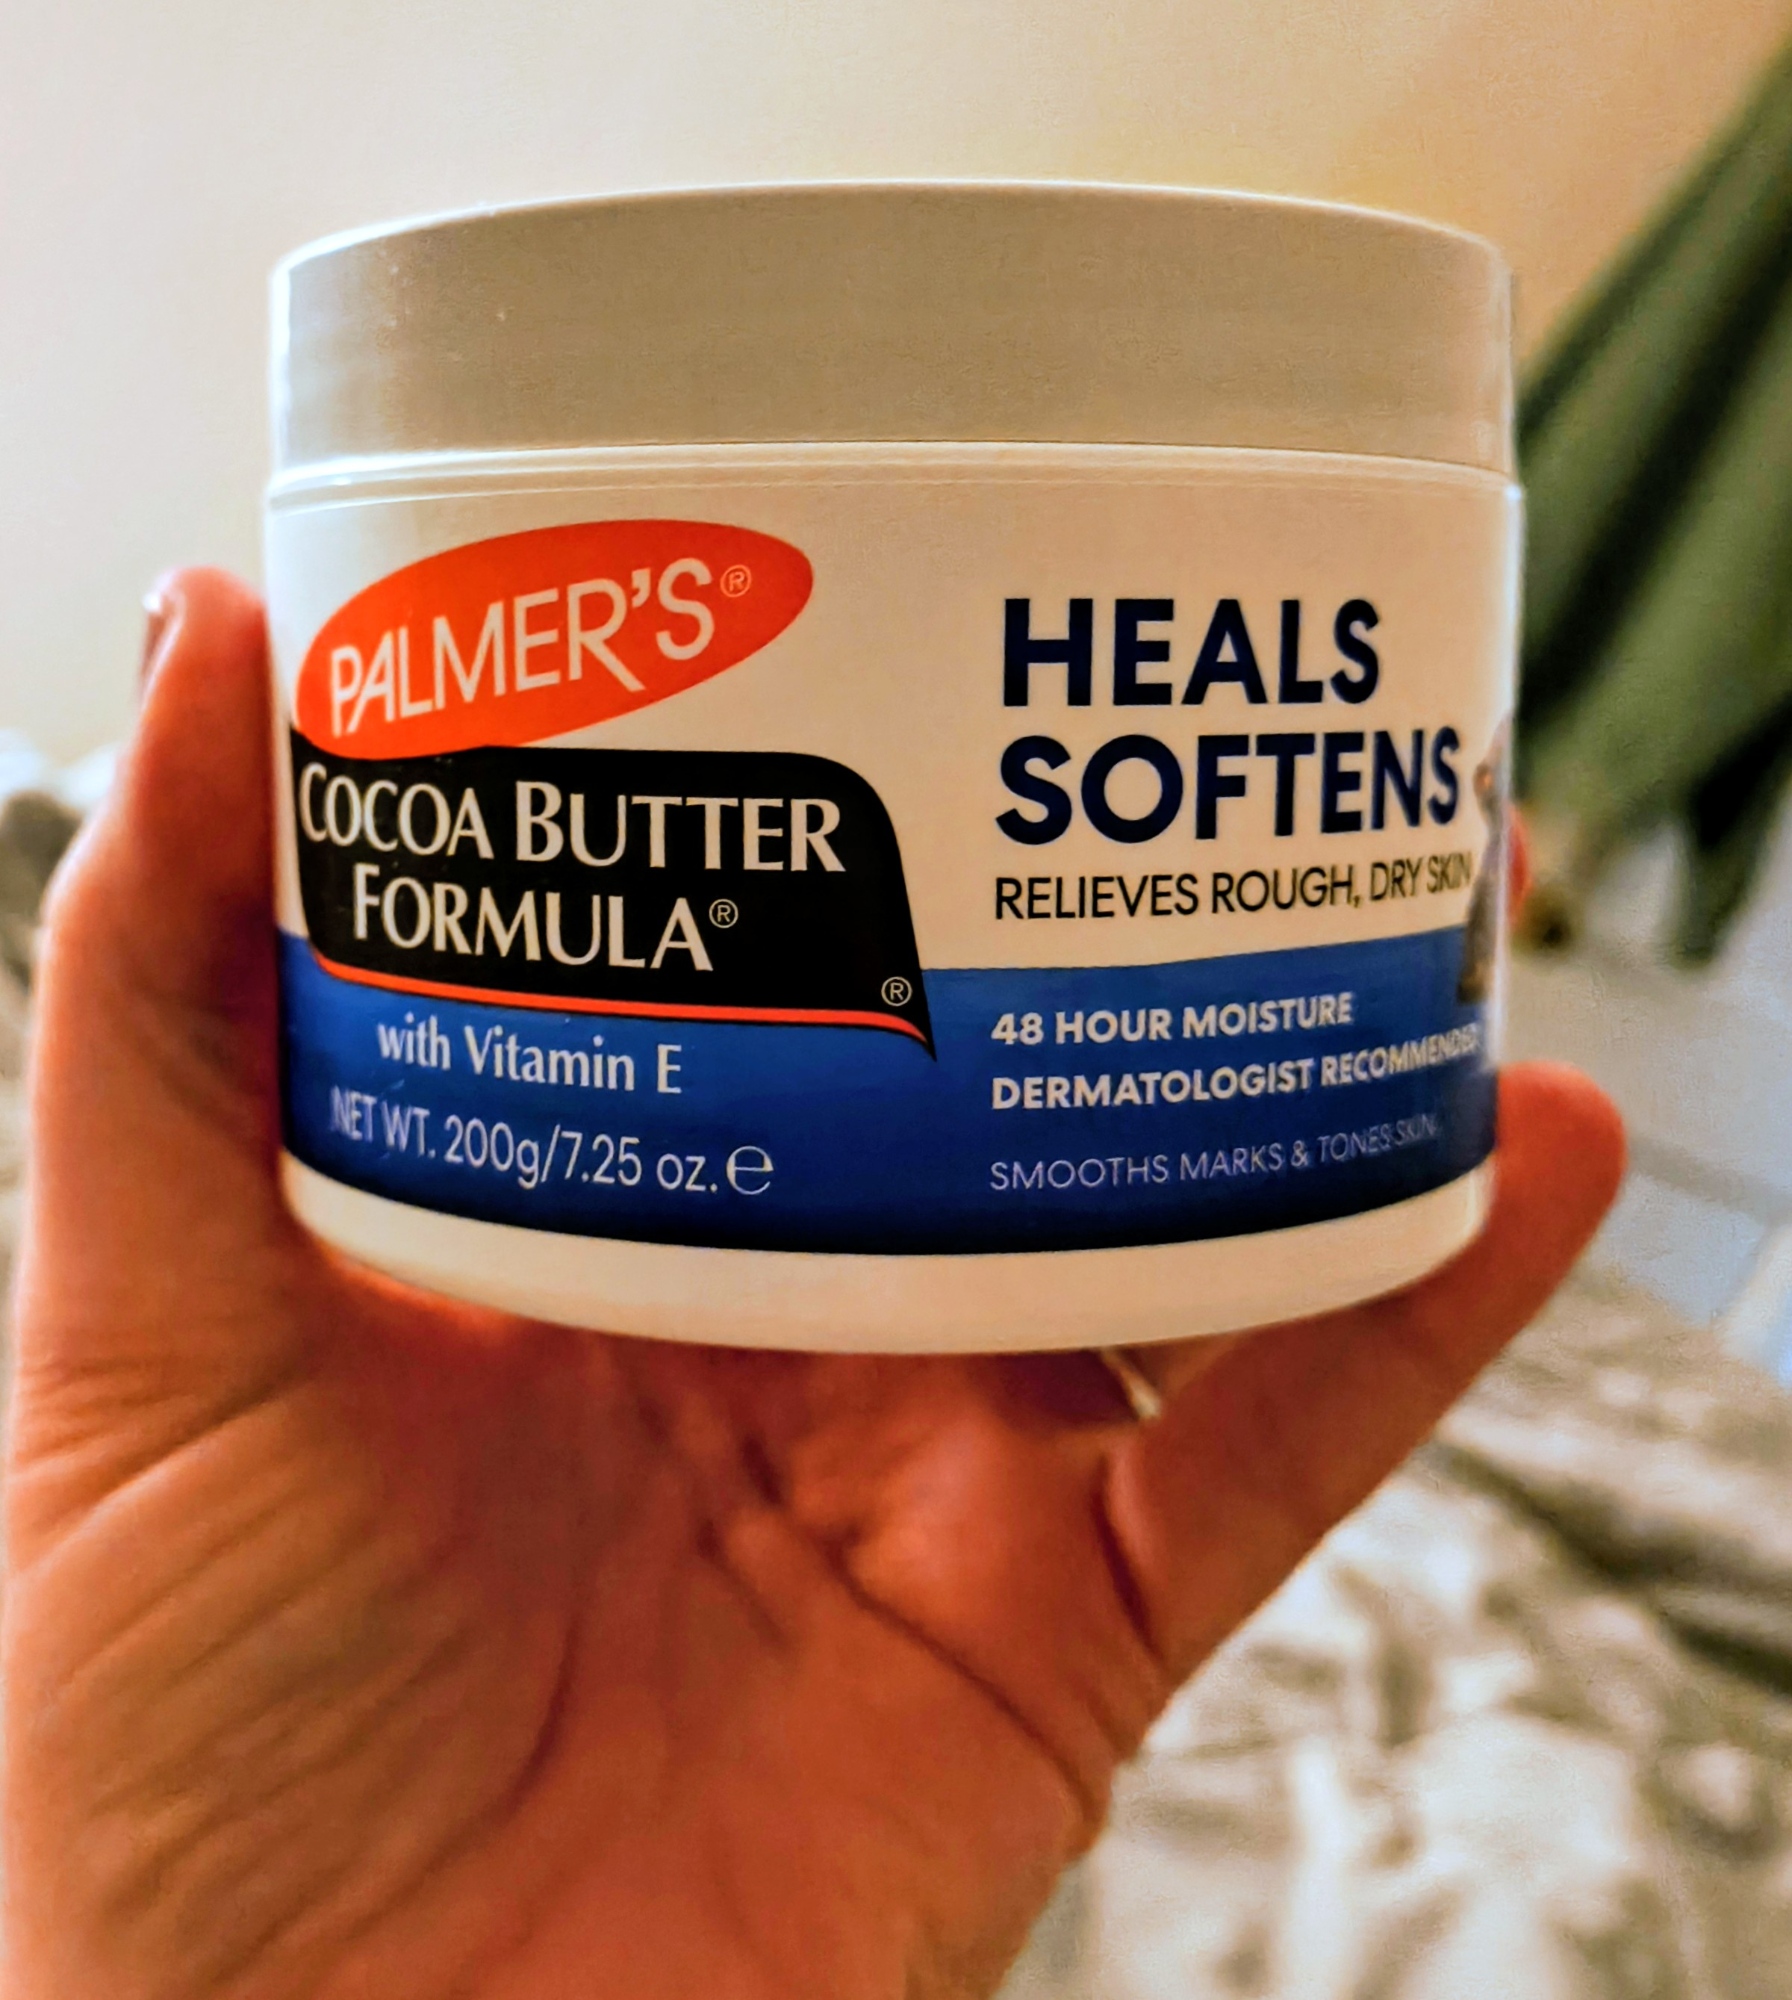 PALMER'S®
COCOA BUTTER
FORMULA®
®
with Vitamin E
NET WT. 200g/7.25 oz. ℮
HEALS
SOFTENS
RELIEVES ROUGH, DRY SKIN
48 HOUR MOISTURE
DERMATOLOGIST RECOMMENDED
SMOOTHS MARKS & TONES SKIN